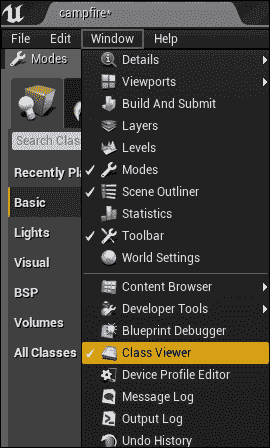 campfire*
File Edit Window Help
Modes
Search Clas
Recently Pla
Basic
Lights
Visual
BSP
Volumes
All Classes
Details
Viewports
Build And Submit
Layers
Levels
Modes
Scene Outliner
Statistics
Toolbar
World Settings
Content Browser
Developer Tools
Blueprint Debugger
Class Viewer
Device Profile Editor
Message Log
Output Log
Undo History